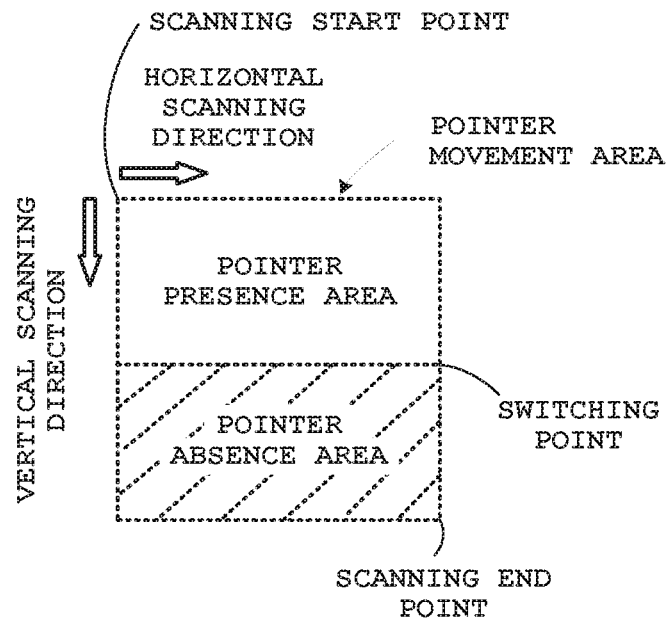 SCANNING START POINT
HORIZONTAL
SCANNING
DIRECTION
POINTER
MOVEMENT AREA
VERTICAL SCANNING
DIRECTION
POINTER
PRESENCE AREA
POINTER
ABSENCE AREA
SWITCHING
POINT
SCANNING END
POINT